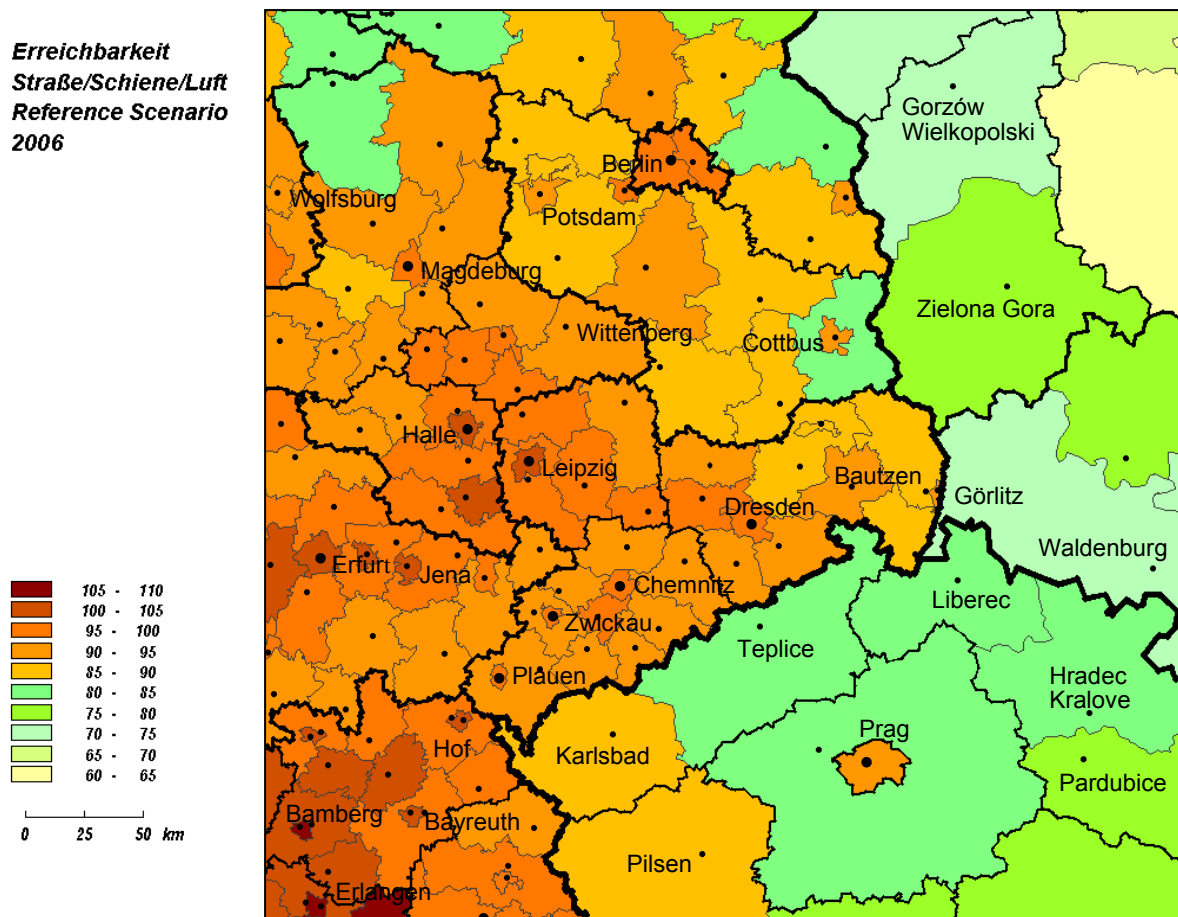 Erreichbarkeit
Straße/Schiene/Luft
Reference Scenario
2006
105 - 110
100 - 105
95 - 100
90 - 95
85 - 90
80 - 85
75 - 80
70 - 75
65 - 70
60 - 65
0 25 50 km
Gorzów
Wielkopolski
Berlin
Wolfsburg
Potsdam
Magdeburg
Zielona Gora
Wittenberg
Cottbus
Halle
Leipzig
Bautzen
Görlitz
Dresden
Waldenburg
Erfurt
Jena
Chemnitz
Liberec
Zwickau
Teplice
Plauen
Hradec
Kralove
Prag
Hof
Karlsbad
Pardubice
Bamberg
Bayreuth
Pilsen
Erlangen